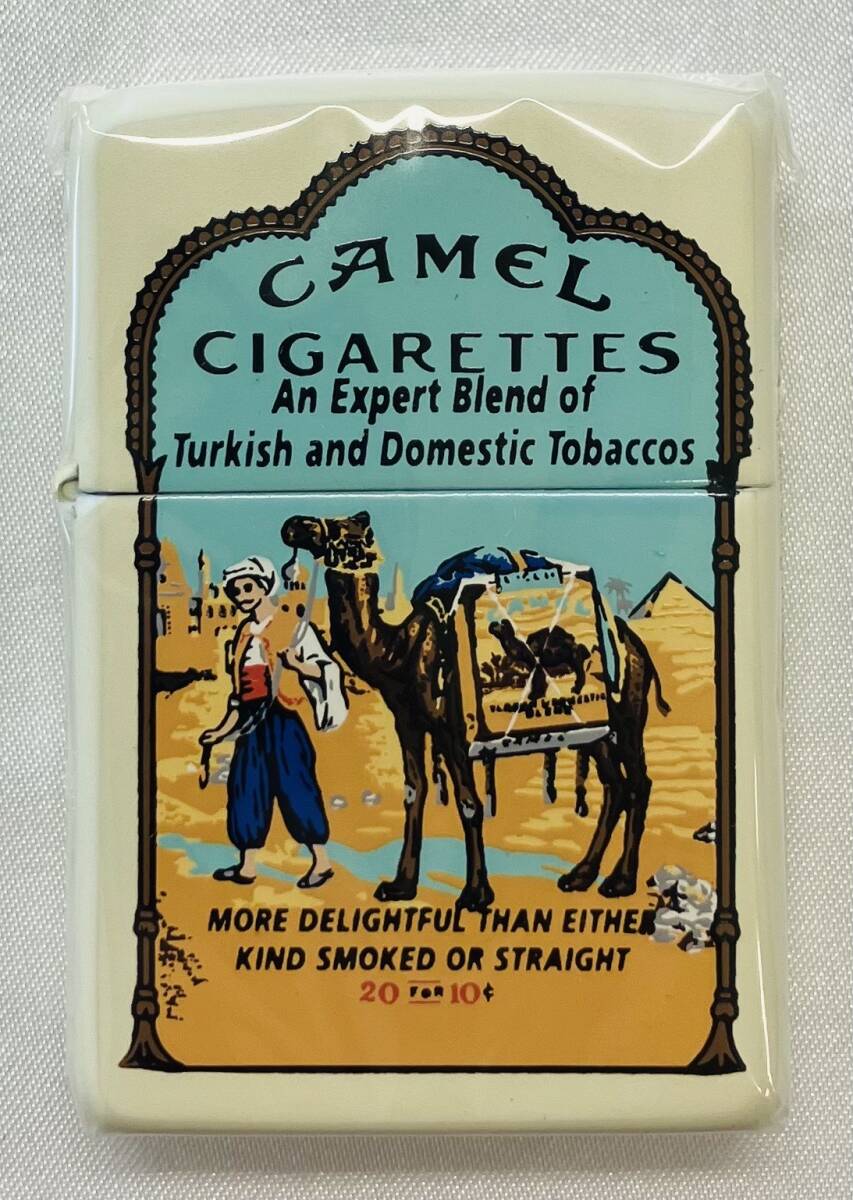 CAMEL
CIGARETTES
An Expert Blend of
Turkish and Domestic Tobaccos
MORE DELIGHTFUL THAN EITHER
KIND SMOKED OR STRAIGHT
20 FOR 10¢